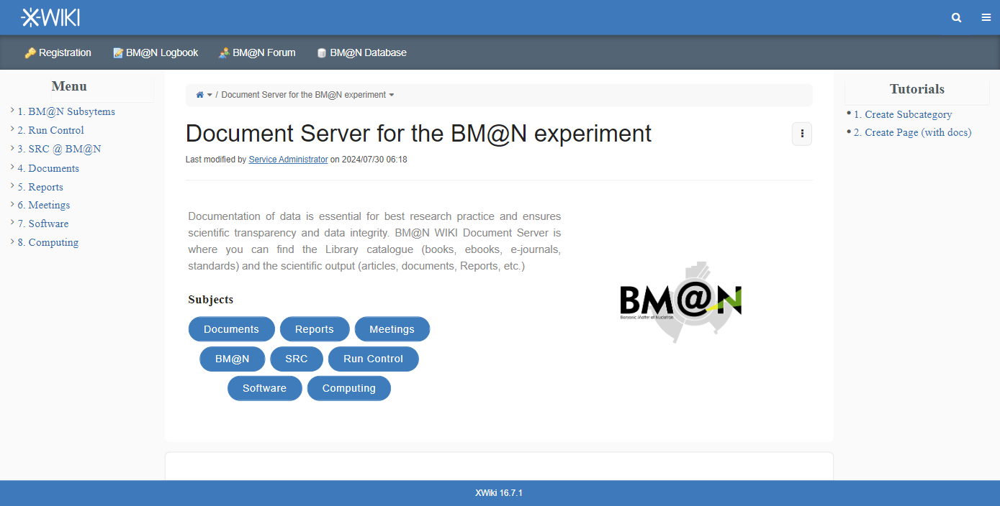 XWIKI
Registration BM@N Logbook BM@N Forum BM@N Database
Menu
1. BM@N Subsytems
2. Run Control
3. SRC @ BM@N
4. Documents
5. Reports
6. Meetings
7. Software
8. Computing
/ Document Server for the BM@N experiment
Document Server for the BM@N experiment
Last modified by Service Administrator on 2024/07/30 06:18
Documentation of data is essential for best research practice and ensures
scientific transparency and data integrity. BM@N WIKI Document Server is
where you can find the Library catalogue (books, ebooks, e-journals,
standards) and the scientific output (articles, documents, Reports, etc.)
Subjects
Documents Reports Meetings
BM@N SRC Run Control
Software Computing
BM@N
Baryonic Matter at Nuclotron
Tutorials
1. Create Subcategory
2. Create Page (with docs)
XWiki 16.7.1